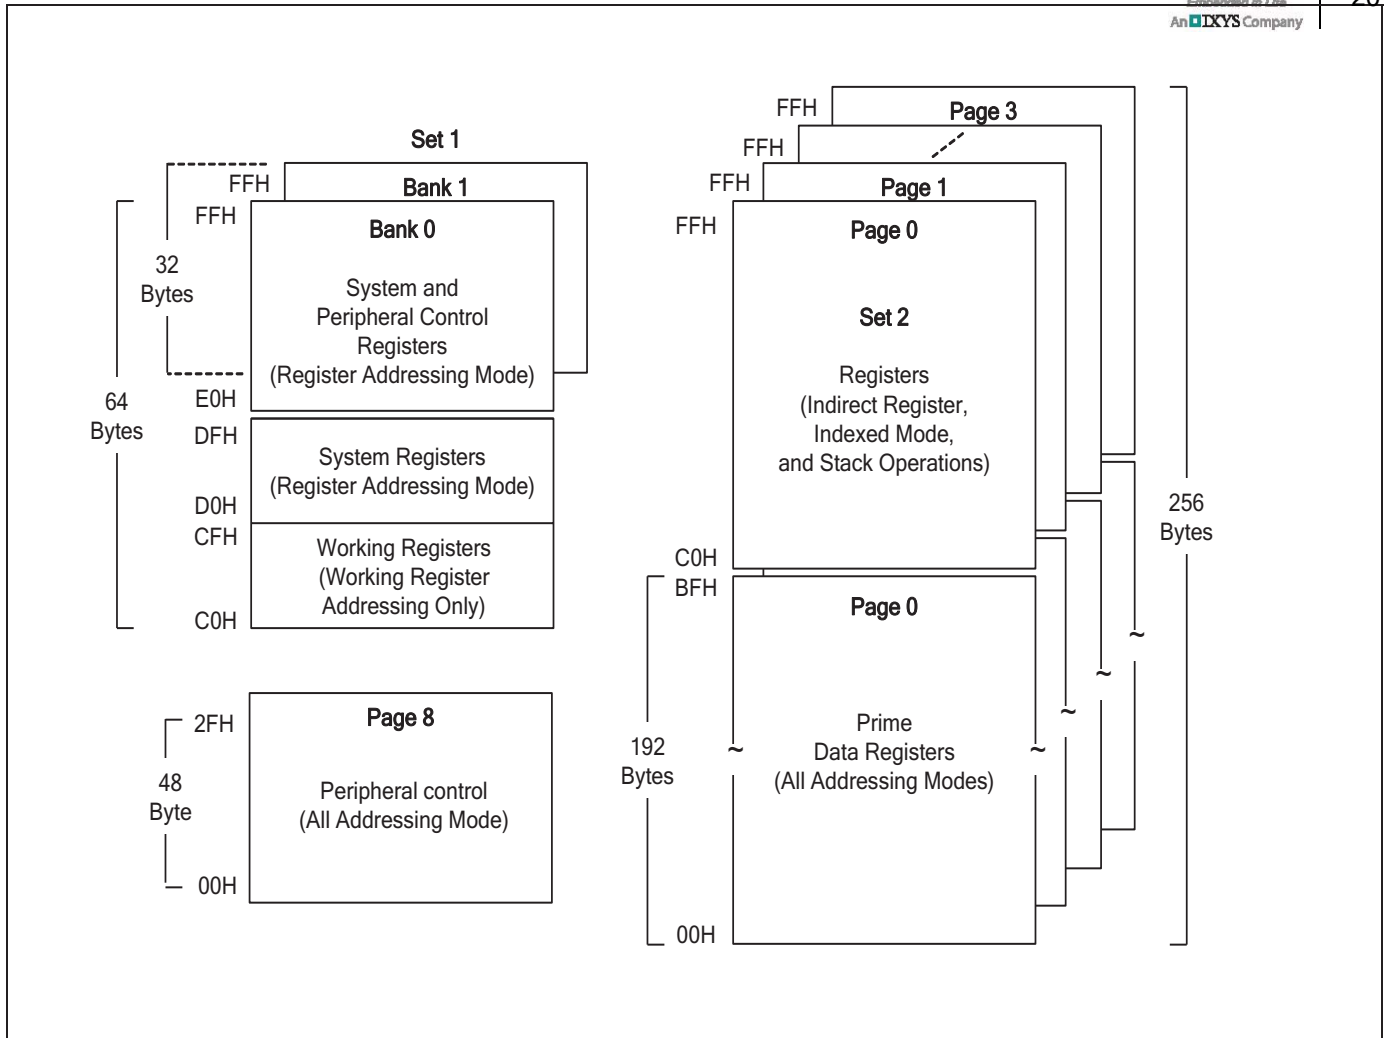 Embedded in Life
An IXYS Company
Set 1
FFH
Bank 1
FFH
Bank 0
32
Bytes
System and
Peripheral Control
Registers
(Register Addressing Mode)
64
Bytes
E0H
DFH
System Registers
(Register Addressing Mode)
D0H
CFH
Working Registers
(Working Register
Addressing Only)
C0H
2FH
Page 8
48
Byte
Peripheral control
(All Addressing Mode)
00H
FFH
Page 3
FFH
FFH
Page 1
FFH
Page 0
Set 2
Registers
(Indirect Register,
Indexed Mode,
and Stack Operations)
256
Bytes
C0H
BFH
Page 0
192
Bytes
Prime
Data Registers
(All Addressing Modes)
~
~
~
~
~
00H